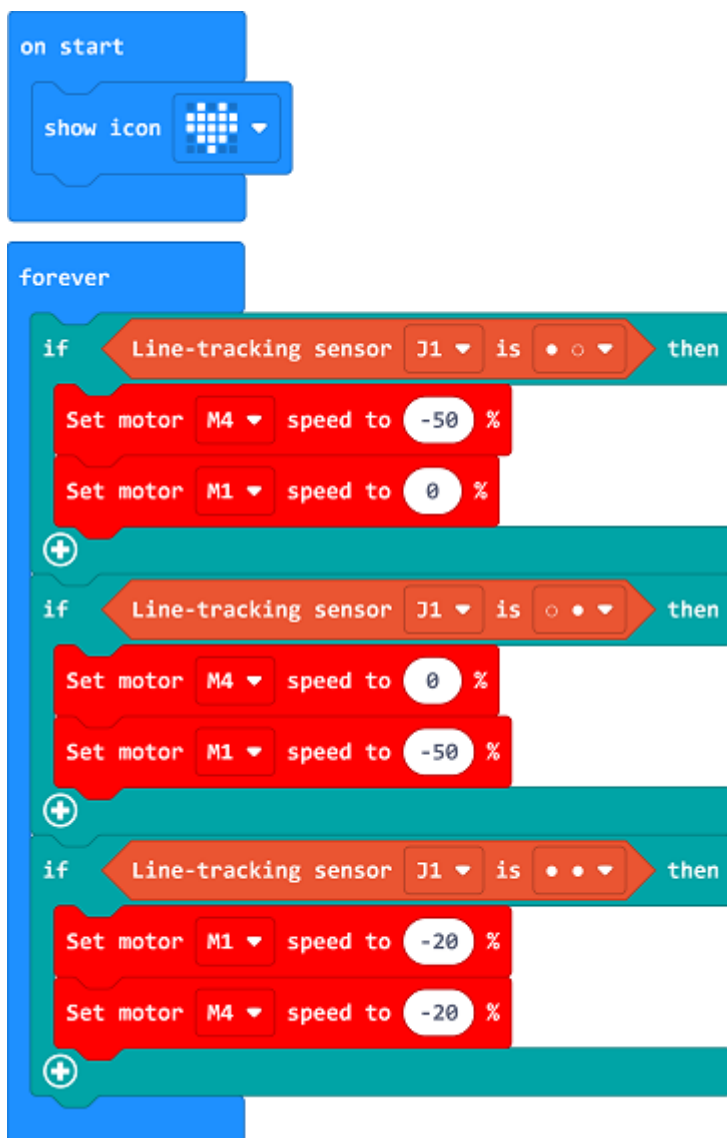 on start
show icon
forever
if Line-tracking sensor J1 is ● ○ then
Set motor M4 speed to -50 %
Set motor M1 speed to 0 %
if Line-tracking sensor J1 is ○ ● then
Set motor M4 speed to 0 %
Set motor M1 speed to -50 %
if Line-tracking sensor J1 is ● ● then
Set motor M1 speed to -20 %
Set motor M4 speed to -20 %